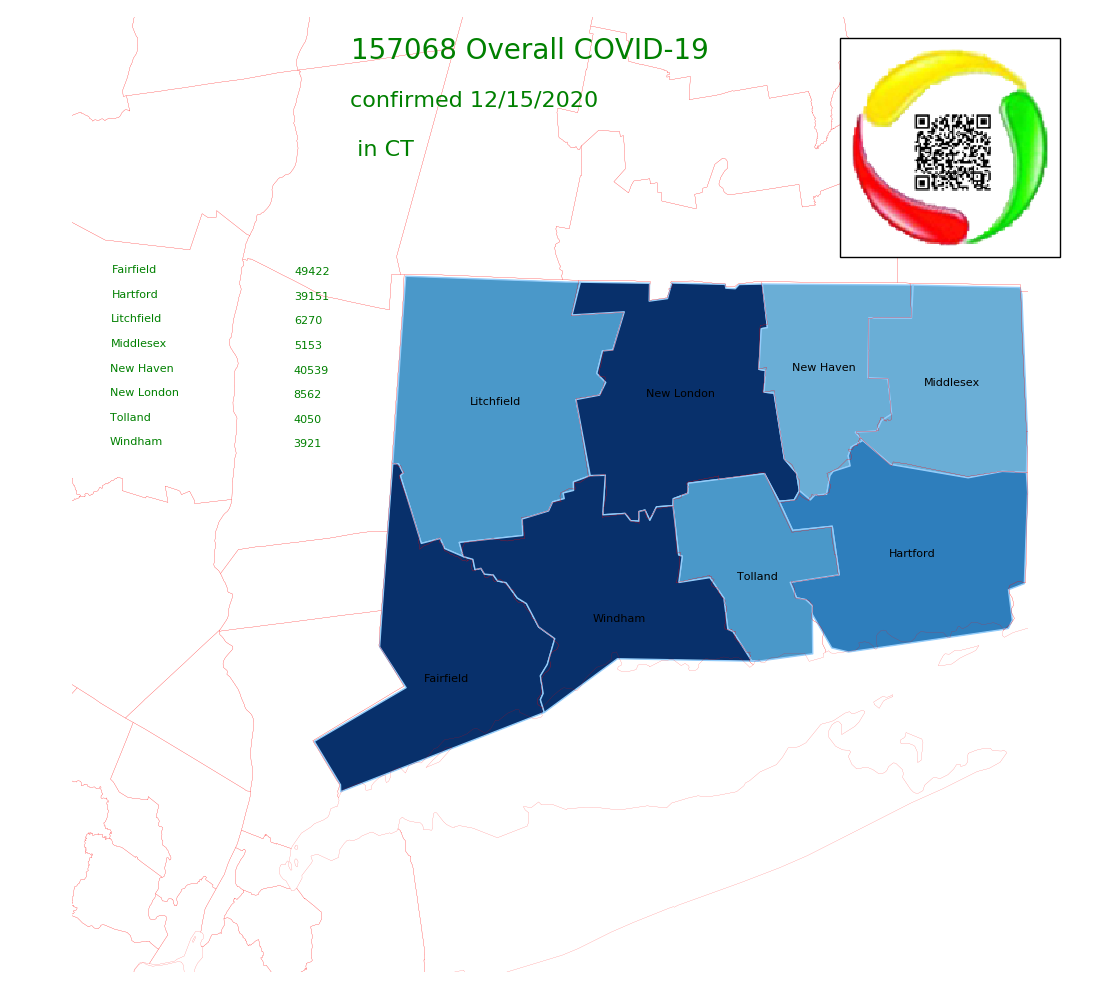 157068 Overall COVID-19
confirmed 12/15/2020
in CT
Fairfield 49422
Hartford 39151
Litchfield 6270
Middlesex 5153
New Haven 40539
New London 8562
Tolland 4050
Windham 3921
New Haven
Middlesex
New London
Litchfield
Hartford
Tolland
Windham
Fairfield